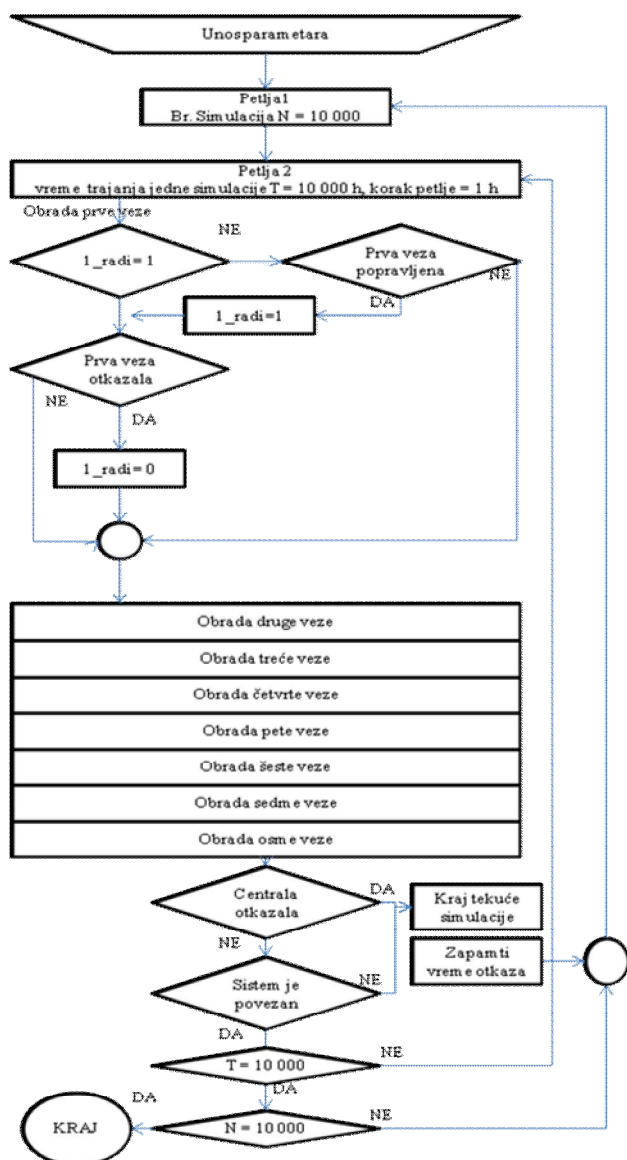 Unos parametara
Petlja 1
Br. Simulacija N = 10 000
Petlja 2
vreme trajanja jedne simulacije T = 10 000 h, korak petlje = 1 h
Obrada prve veze
NE
1_radi = 1
Prva veza
popravljena
NE
DA
1_radi=1
Prva veza
otkazala
NE
DA
1_radi = 0
Obrada druge veze
Obrada treće veze
Obrada četvrte veze
Obrada pete veze
Obrada šeste veze
Obrada sedme veze
Obrada osme veze
Centrala
otkazala
DA
Kraj tekuće
simulacije
NE
Zapamti
vreme otkaza
Sistem je
povezan
NE
DA
T = 10 000
NE
DA
DA
KRAJ
N = 10 000
NE